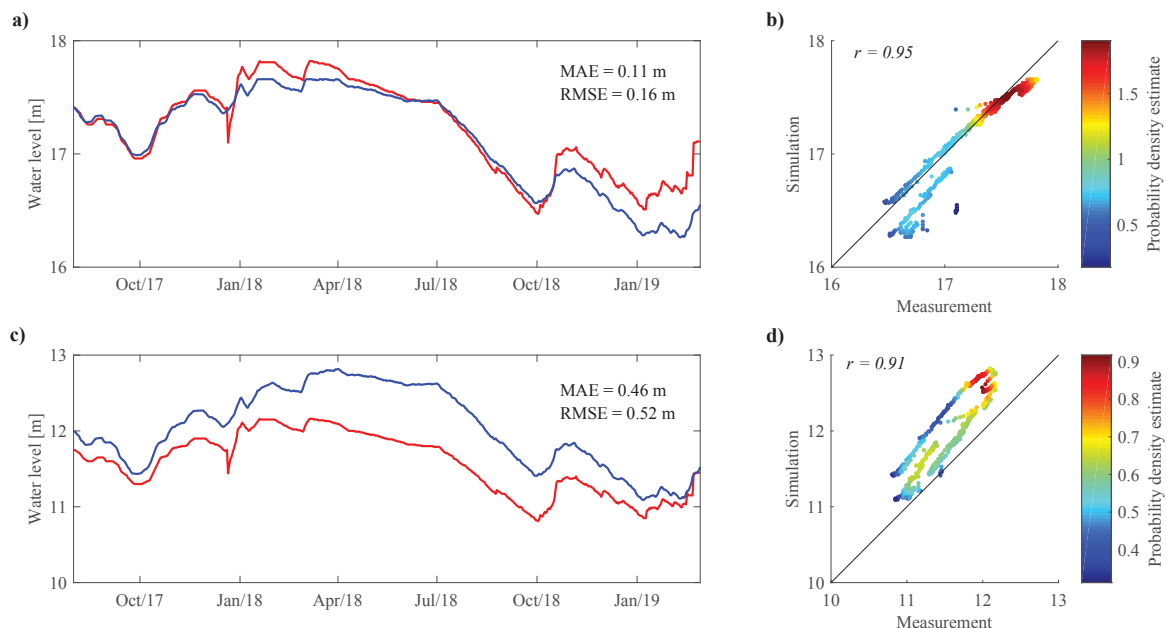 a)
18
17
16
Water level [m]
MAE = 0.11 m
RMSE = 0.16 m
Oct/17 Jan/18 Apr/18 Jul/18 Oct/18 Jan/19
b)
r = 0.95
18
17
16
Simulation
16 17 18
Measurement
1.5
1
0.5
Probability density estimate
c)
13
12
11
10
Water level [m]
MAE = 0.46 m
RMSE = 0.52 m
Oct/17 Jan/18 Apr/18 Jul/18 Oct/18 Jan/19
d)
r = 0.91
13
12
11
10
Simulation
10 11 12 13
Measurement
0.9
0.8
0.7
0.6
0.5
0.4
Probability density estimate